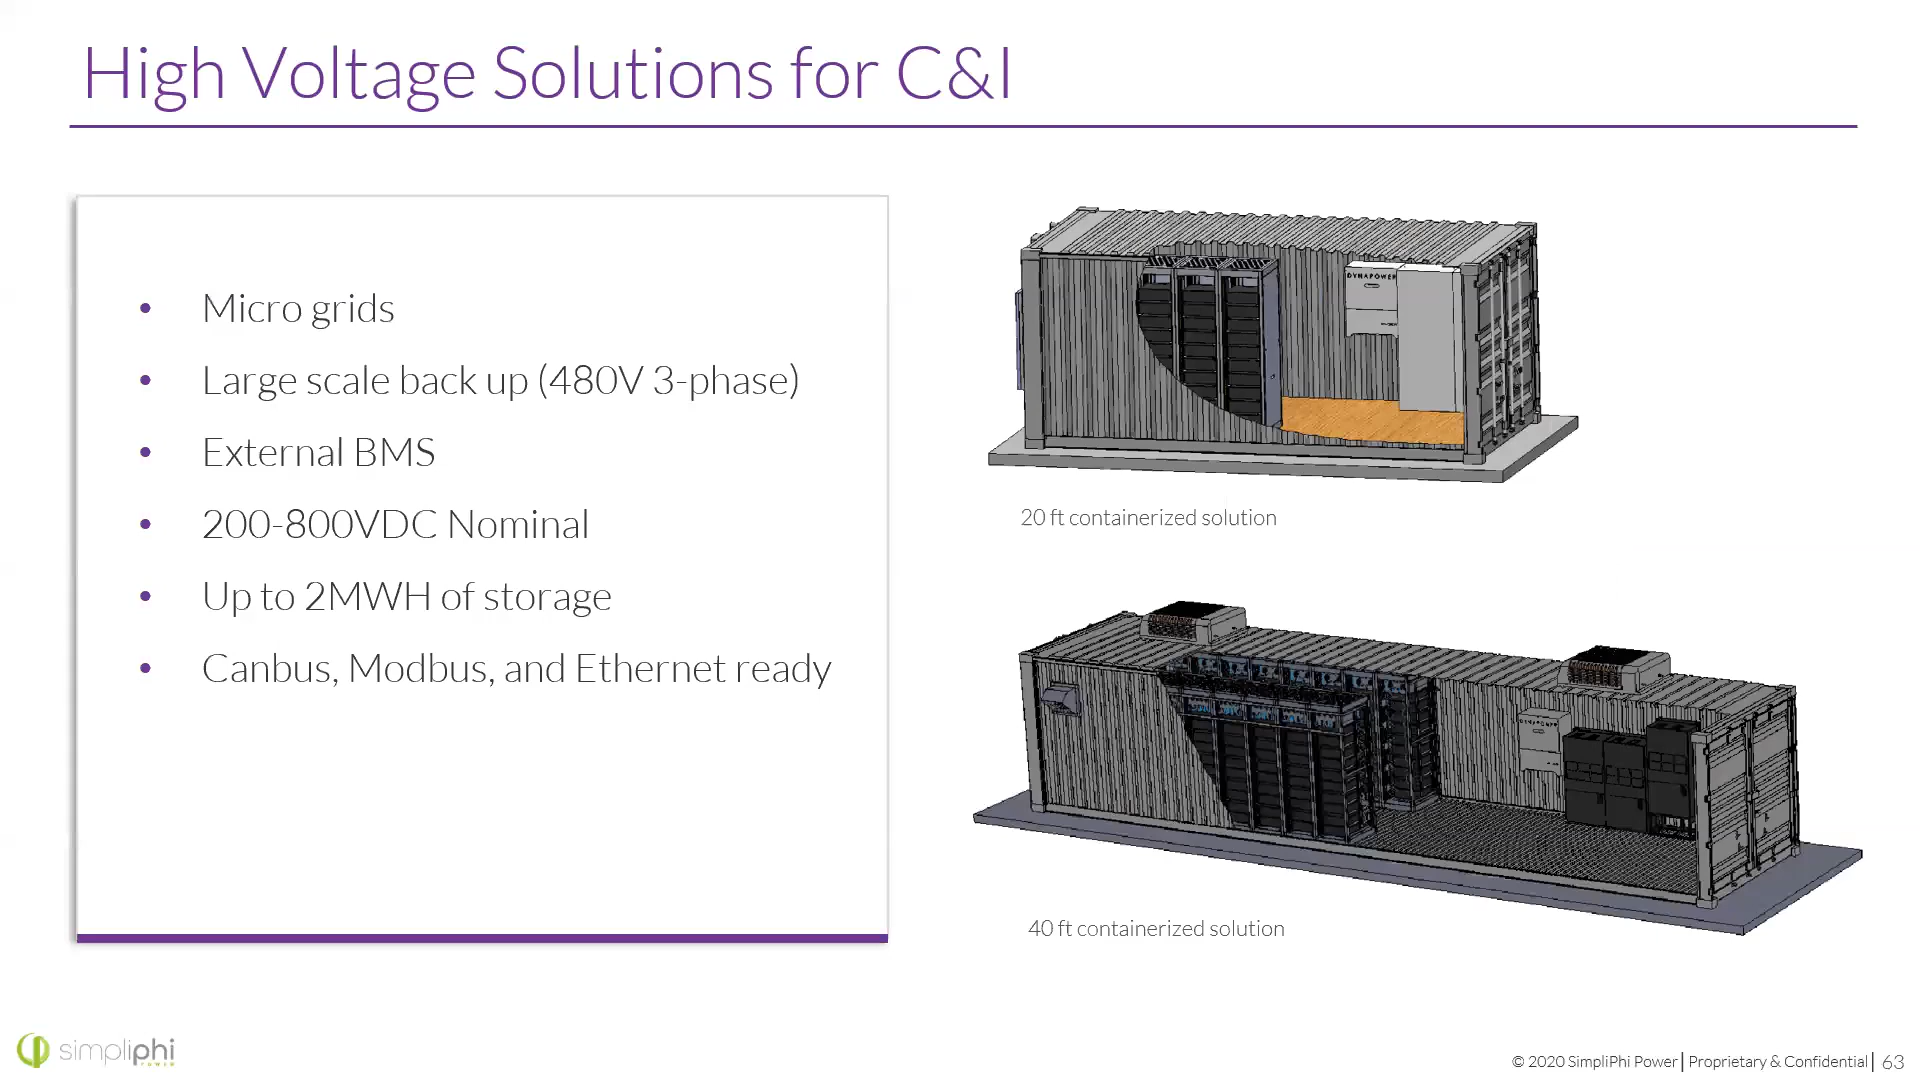 High Voltage Solutions for C&I
• Micro grids
• Large scale back up (480V 3-phase)
• External BMS
• 200-800VDC Nominal
• Up to 2MWH of storage
• Canbus, Modbus, and Ethernet ready
DYNAPOWER
20 ft containerized solution
DYNAPOWER
40 ft containerized solution
simpliphi
POWER
© 2020 SimpliPhi Power | Proprietary & Confidential | 63